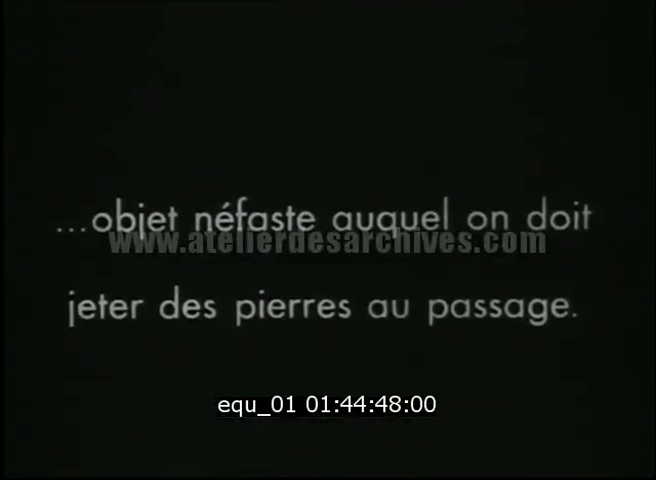 ...objet néfaste auquel on doit
www.atelierdesarchives.com
jeter des pierres au passage.
equ_01 01:44:48:00